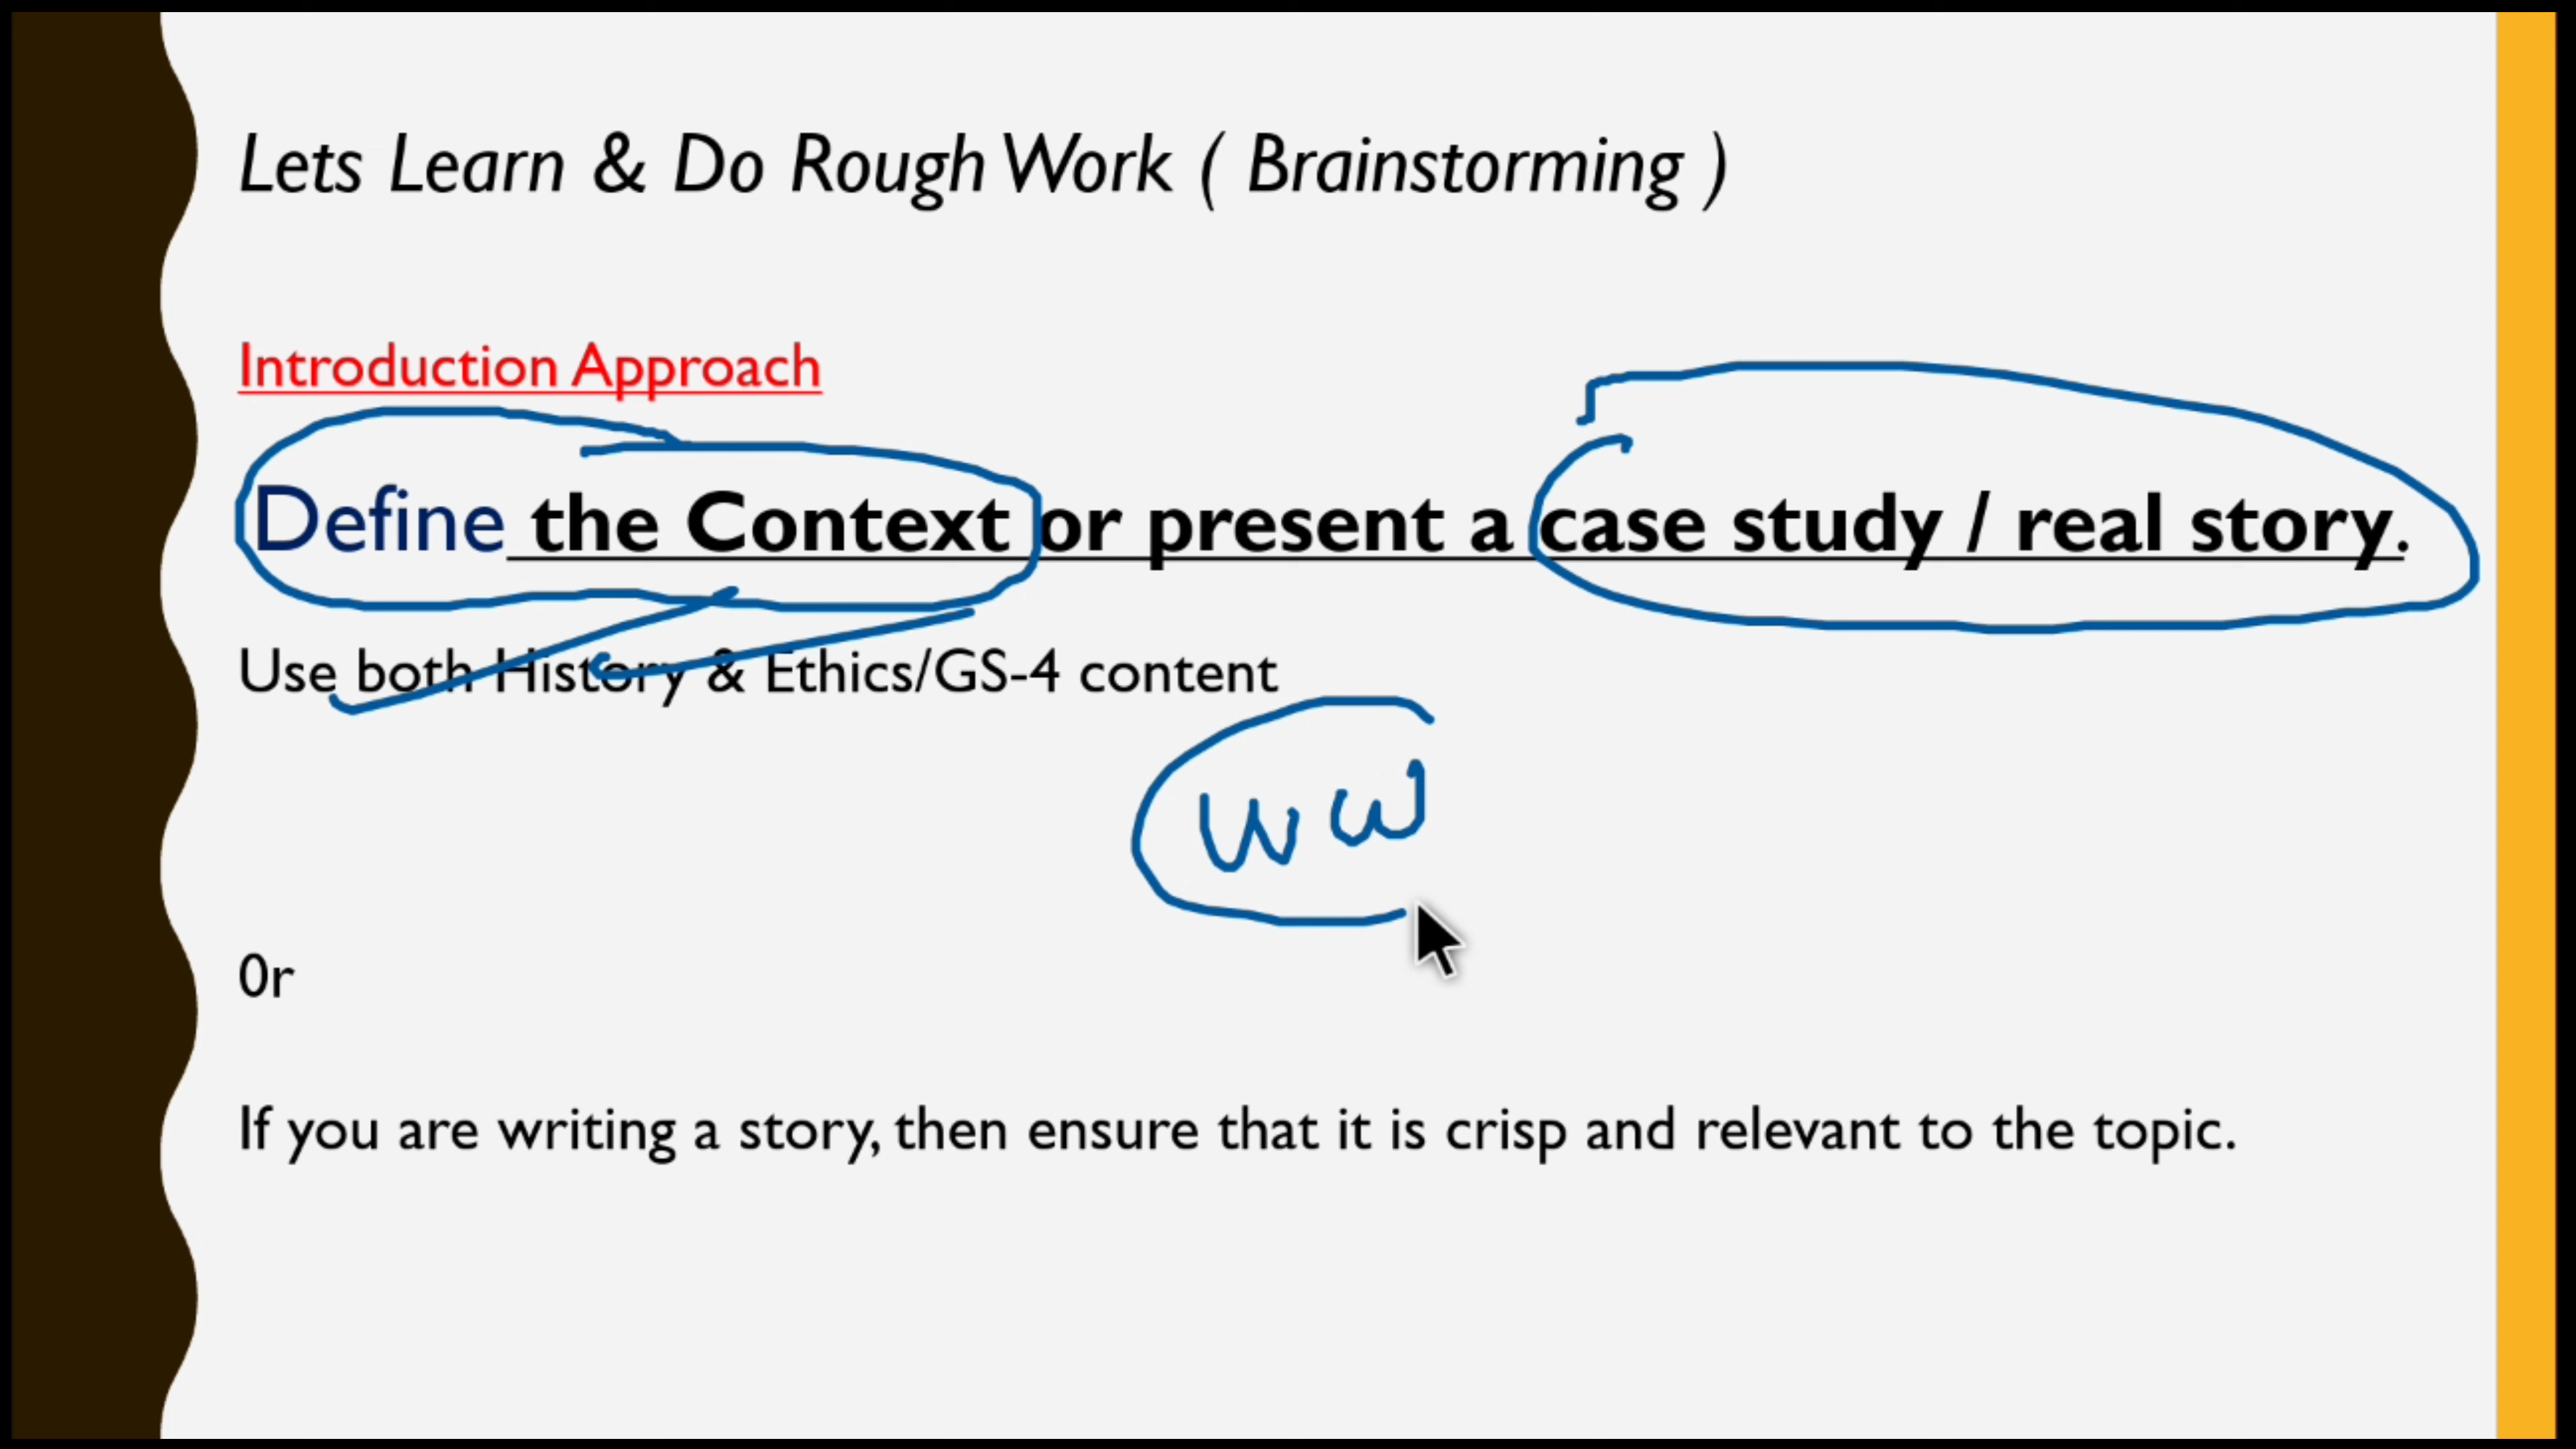 Lets Learn & Do Rough Work ( Brainstorming )
Introduction Approach
Define the Context or present a case study / real story.
Use both History & Ethics/GS-4 content
w w
0r
If you are writing a story, then ensure that it is crisp and relevant to the topic.